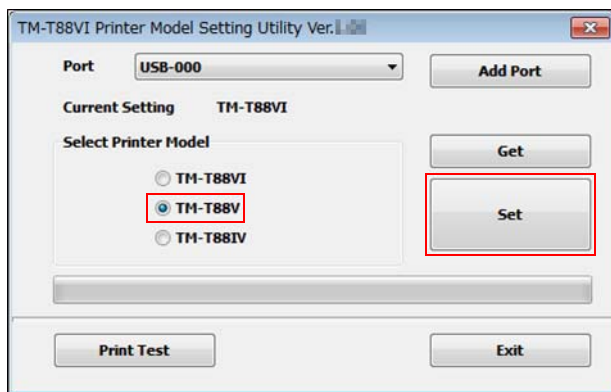 TM-T88VI Printer Model Setting Utility Ver.
Port
USB-000
Add Port
Current Setting
TM-T88VI
Select Printer Model
Get
TM-T88VI
TM-T88V
Set
TM-T88IV
Print Test
Exit